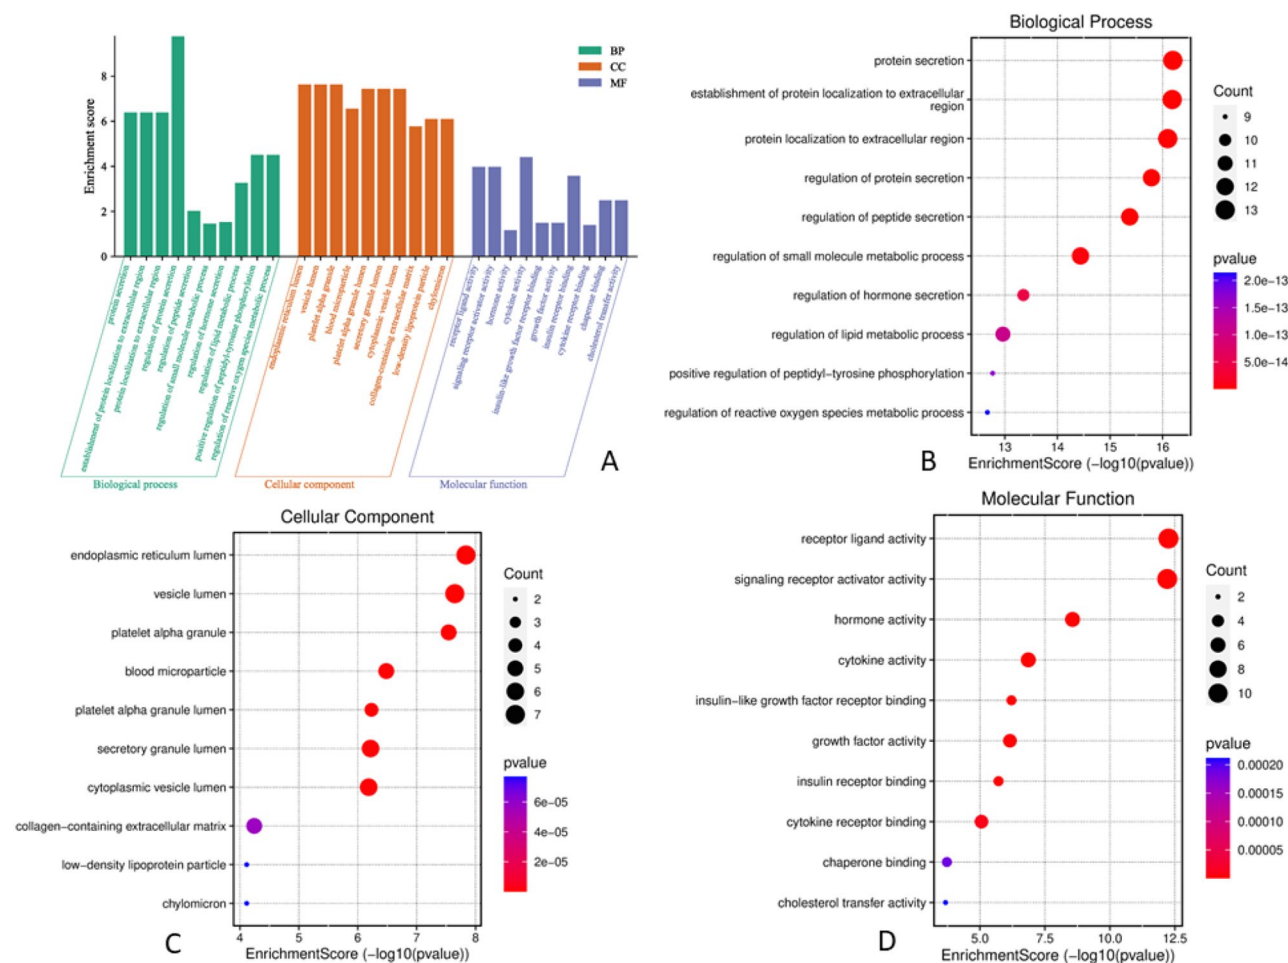 BP
CC
MF
Enrichment score
8
6
4
2
0
protein secretion
establishment of protein localization to extracellular region
protein localization to extracellular region
regulation of protein secretion
regulation of peptide secretion
regulation of small molecule metabolic process
regulation of hormone secretion
regulation of lipid metabolic process
positive regulation of peptidyl-tyrosine phosphorylation
regulation of reactive oxygen species metabolic process
endoplasmic reticulum lumen
vesicle lumen
platelet alpha granule
blood microparticle
platelet alpha granule lumen
secretory granule lumen
cytoplasmic vesicle lumen
collagen-containing extracellular matrix
low-density lipoprotein particle
chylomicron
receptor ligand activity
signaling receptor activator activity
hormone activity
cytokine activity
insulin-like growth factor receptor binding
growth factor activity
insulin receptor binding
cytokine receptor binding
chaperone binding
cholesterol transfer activity
Biological process
Cellular component
Molecular function
A
Biological Process
protein secretion
establishment of protein localization to extracellular
region
protein localization to extracellular region
regulation of protein secretion
regulation of peptide secretion
regulation of small molecule metabolic process
regulation of hormone secretion
regulation of lipid metabolic process
positive regulation of peptidyl−tyrosine phosphorylation
regulation of reactive oxygen species metabolic process
13 14 15 16
EnrichmentScore (−log10(pvalue))
Count
9
10
11
12
13
pvalue
2.0e-13
1.5e-13
1.0e-13
5.0e-14
B
Cellular Component
endoplasmic reticulum lumen
vesicle lumen
platelet alpha granule
blood microparticle
platelet alpha granule lumen
secretory granule lumen
cytoplasmic vesicle lumen
collagen−containing extracellular matrix
low−density lipoprotein particle
chylomicron
4 5 6 7 8
EnrichmentScore (−log10(pvalue))
Count
2
3
4
5
6
7
pvalue
6e-05
4e-05
2e-05
C
Molecular Function
receptor ligand activity
signaling receptor activator activity
hormone activity
cytokine activity
insulin−like growth factor receptor binding
growth factor activity
insulin receptor binding
cytokine receptor binding
chaperone binding
cholesterol transfer activity
5.0 7.5 10.0 12.5
EnrichmentScore (−log10(pvalue))
Count
2
4
6
8
10
pvalue
0.00020
0.00015
0.00010
0.00005
D